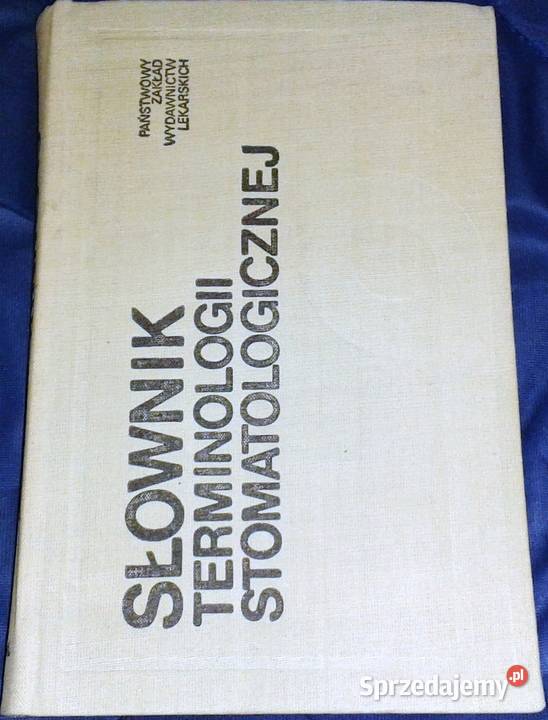 SŁOWNIK
TERMINOLOGII
STOMATOLOGICZNEJ
PAŃSTWOWY
ZAKŁAD
WYDAWNICTW
LEKARSKICH
Sprzedajemy.pl